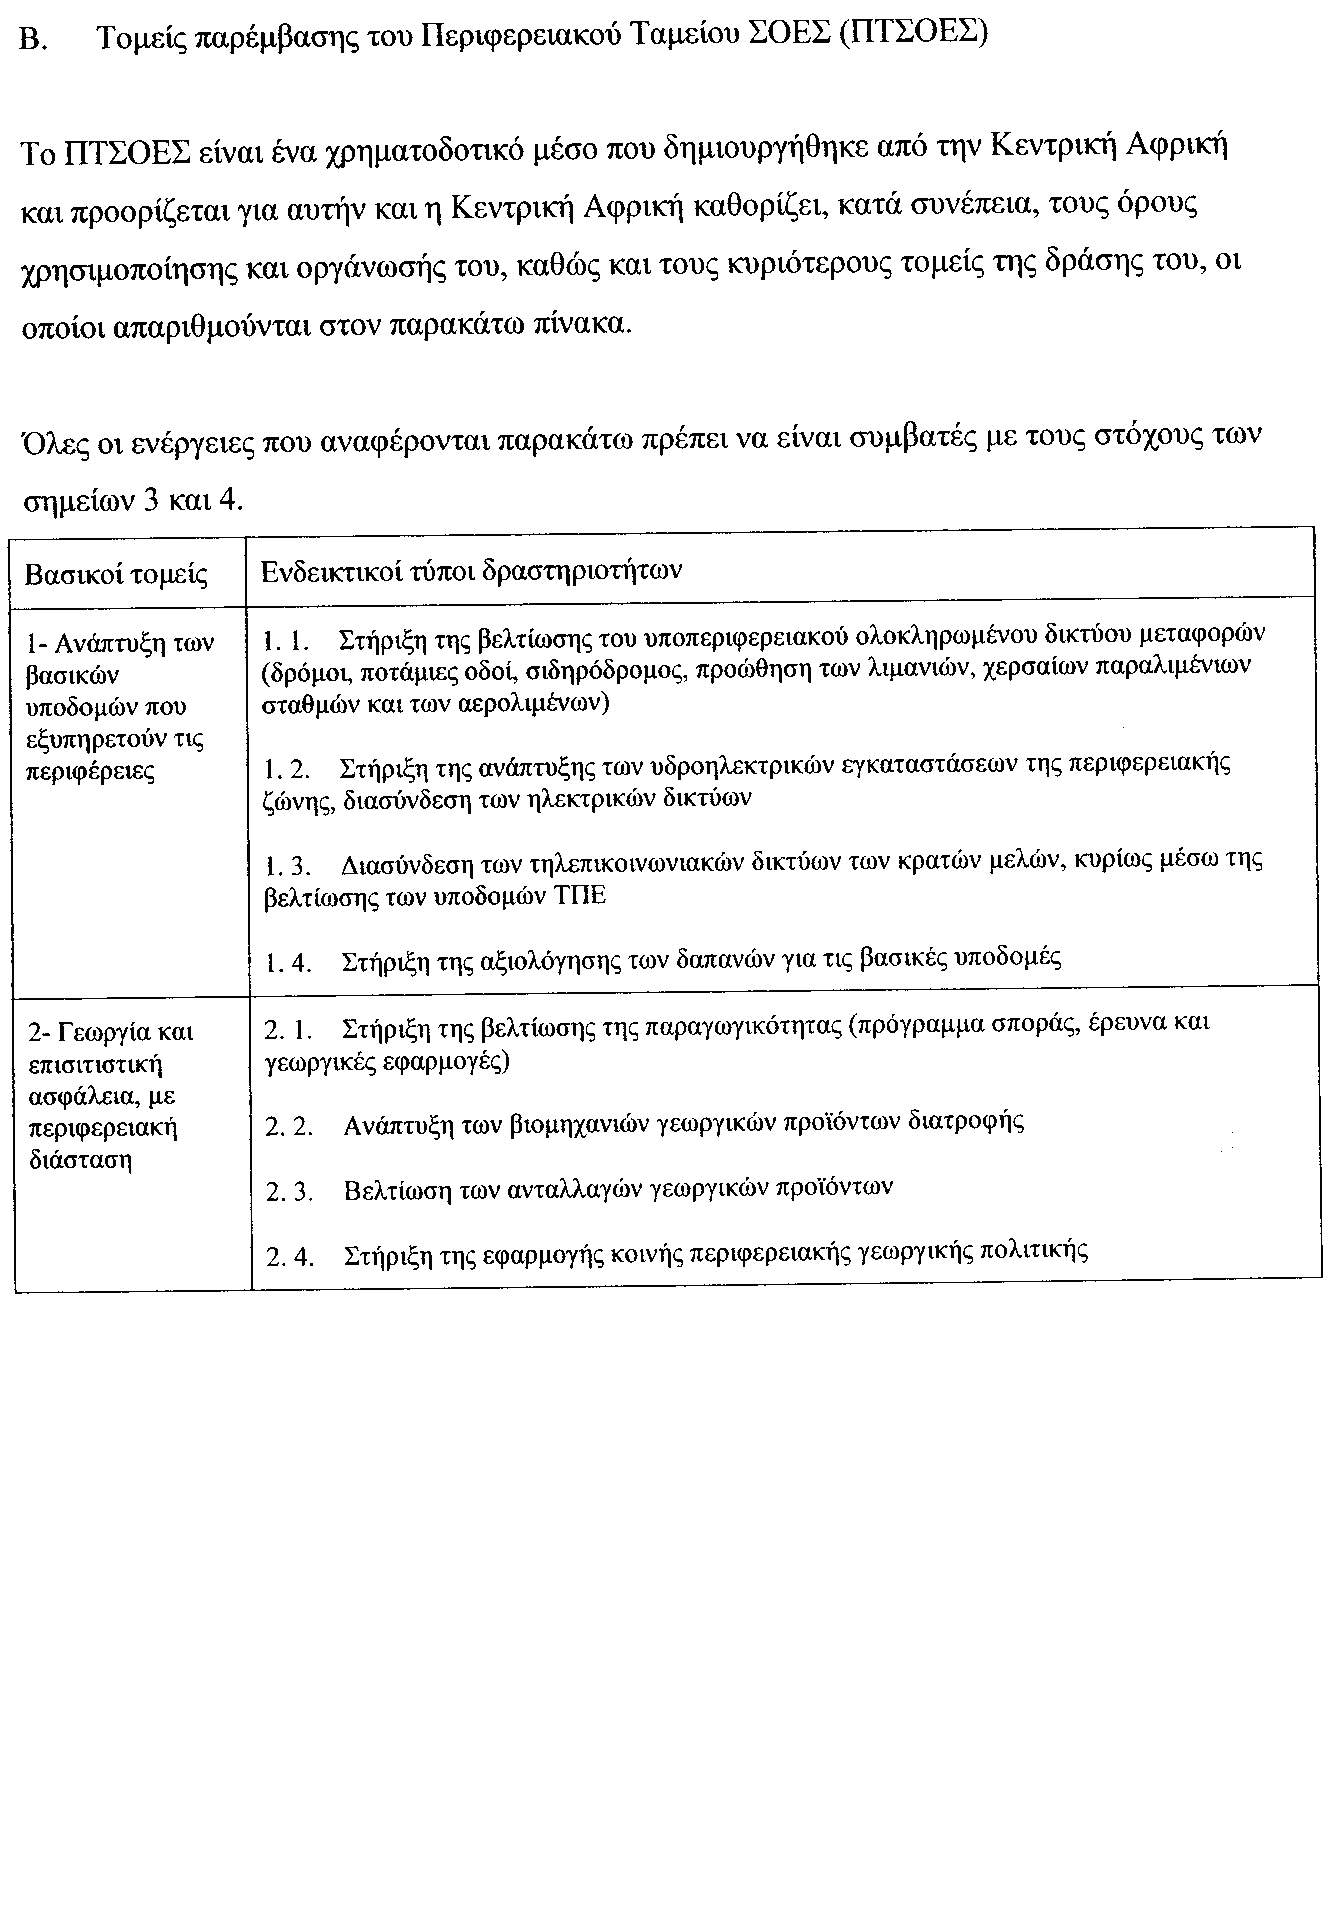 Β. Τομείς παρέμβασης του Περιφερειακού Ταμείου ΣΟΕΣ (ΠΤΣΟΕΣ)
Το ΠΤΣΟΕΣ είναι ένα χρηματοδοτικό μέσο που δημιουργήθηκε από την Κεντρική Αφρική
και προορίζεται για αυτήν και η Κεντρική Αφρική καθορίζει, κατά συνέπεια, τους όρους
χρησιμοποίησης και οργάνωσής του, καθώς και τους κυριότερους τομείς της δράσης του, οι
οποίοι απαριθμούνται στον παρακάτω πίνακα.
Όλες οι ενέργειες που αναφέρονται παρακάτω πρέπει να είναι συμβατές με τους στόχους των
σημείων 3 και 4.
Βασικοί τομείς
Ενδεικτικοί τύποι δραστηριοτήτων
1- Ανάπτυξη των
βασικών
υποδομών που
εξυπηρετούν τις
περιφέρειες
1. 1. Στήριξη της βελτίωσης του υποπεριφερειακού ολοκληρωμένου δικτύου μεταφορών
(δρόμοι, ποτάμιες οδοί, σιδηρόδρομος, προώθηση των λιμανιών, χερσαίων παραλιμένιων
σταθμών και των αερολιμένων)
1. 2. Στήριξη της ανάπτυξης των υδροηλεκτρικών εγκαταστάσεων της περιφερειακής
ζώνης, διασύνδεση των ηλεκτρικών δικτύων
1. 3. Διασύνδεση των τηλεπικοινωνιακών δικτύων των κρατών μελών, κυρίως μέσω της
βελτίωσης των υποδομών ΤΠΕ
1. 4. Στήριξη της αξιολόγησης των δαπανών για τις βασικές υποδομές
2- Γεωργία και
επισιτιστική
ασφάλεια, με
περιφερειακή
διάσταση
2. 1. Στήριξη της βελτίωσης της παραγωγικότητας (πρόγραμμα σποράς, έρευνα και
γεωργικές εφαρμογές)
2. 2. Ανάπτυξη των βιομηχανιών γεωργικών προϊόντων διατροφής
2. 3. Βελτίωση των ανταλλαγών γεωργικών προϊόντων
2. 4. Στήριξη της εφαρμογής κοινής περιφερειακής γεωργικής πολιτικής